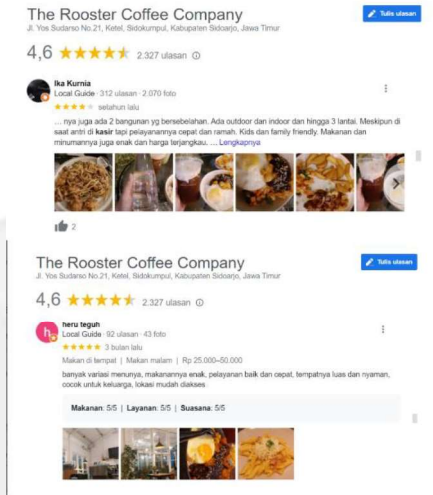 The Rooster Coffee Company
Tulis ulasan
Jl. Yos Sudarso No.21, Ketel, Sidokumpul, Kabupaten Sidoarjo, Jawa Timur
4,6 2.327 ulasan
Ika Kurnia
Local Guide · 312 ulasan · 2.070 foto
setahun lalu
... nya juga ada 2 bangunan yg bersebelahan. Ada outdoor dan indoor dan hingga 3 lantai. Meskipun di
saat antri di kasir tapi pelayanannya cepat dan ramah. Kids dan family friendly. Makanan dan
minumannya juga enak dan harga terjangkau. ... Lengkapnya
2
The Rooster Coffee Company
Tulis ulasan
Jl. Yos Sudarso No.21, Ketel, Sidokumpul, Kabupaten Sidoarjo, Jawa Timur
4,6 2.327 ulasan
h
heru teguh
Local Guide · 92 ulasan · 43 foto
3 bulan lalu
Makan di tempat | Makan malam | Rp 25.000–50.000
banyak variasi menunya, makanannya enak, pelayanan baik dan cepat, tempatnya luas dan nyaman,
cocok untuk keluarga, lokasi mudah diakses
Makanan: 5/5 | Layanan: 5/5 | Suasana: 5/5